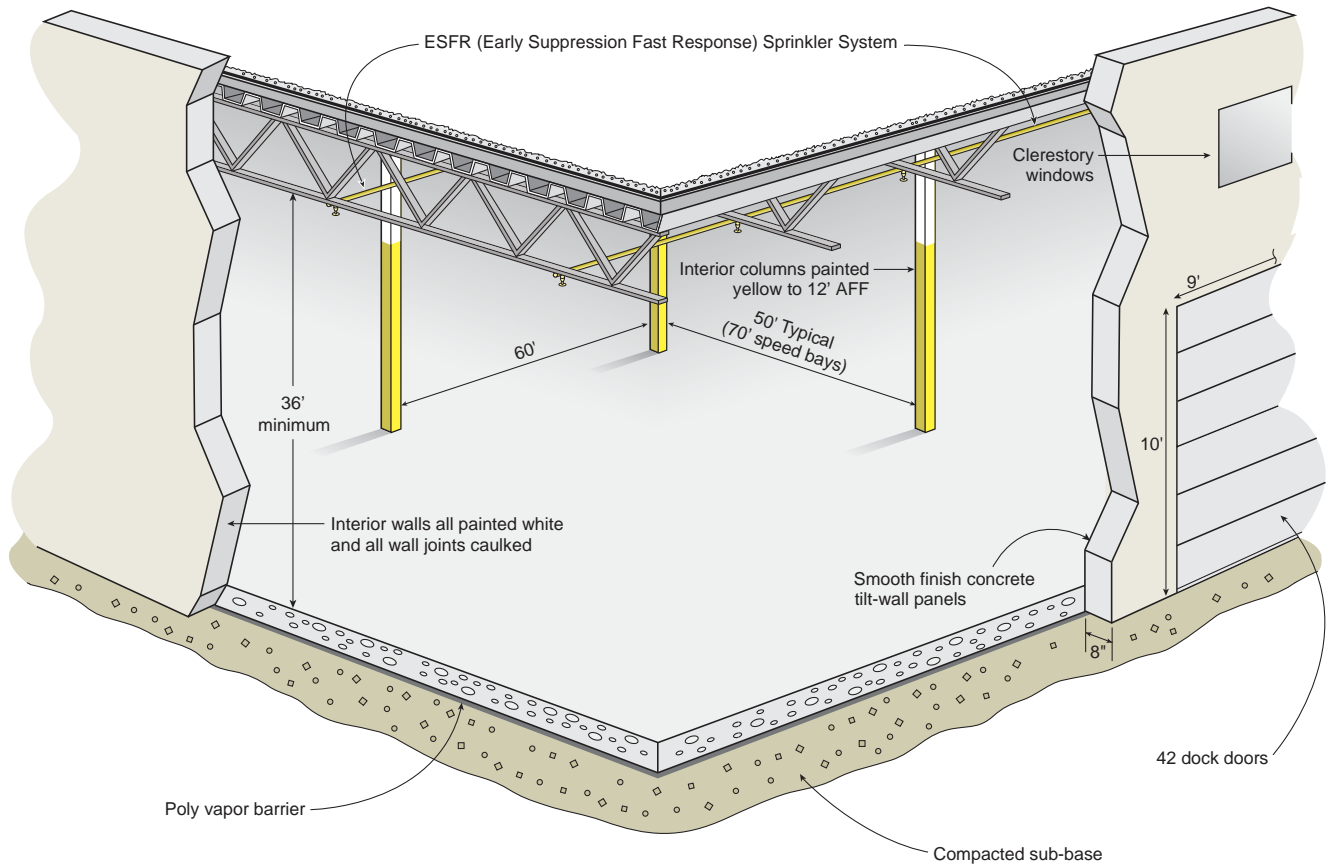 ESFR (Early Suppression Fast Response) Sprinkler System
Clerestory
windows
Interior columns painted
yellow to 12' AFF
9'
50' Typical
(70' speed bays)
60'
36'
minimum
10'
Interior walls all painted white
and all wall joints caulked
Smooth finish concrete
tilt-wall panels
8"
42 dock doors
Poly vapor barrier
Compacted sub-base